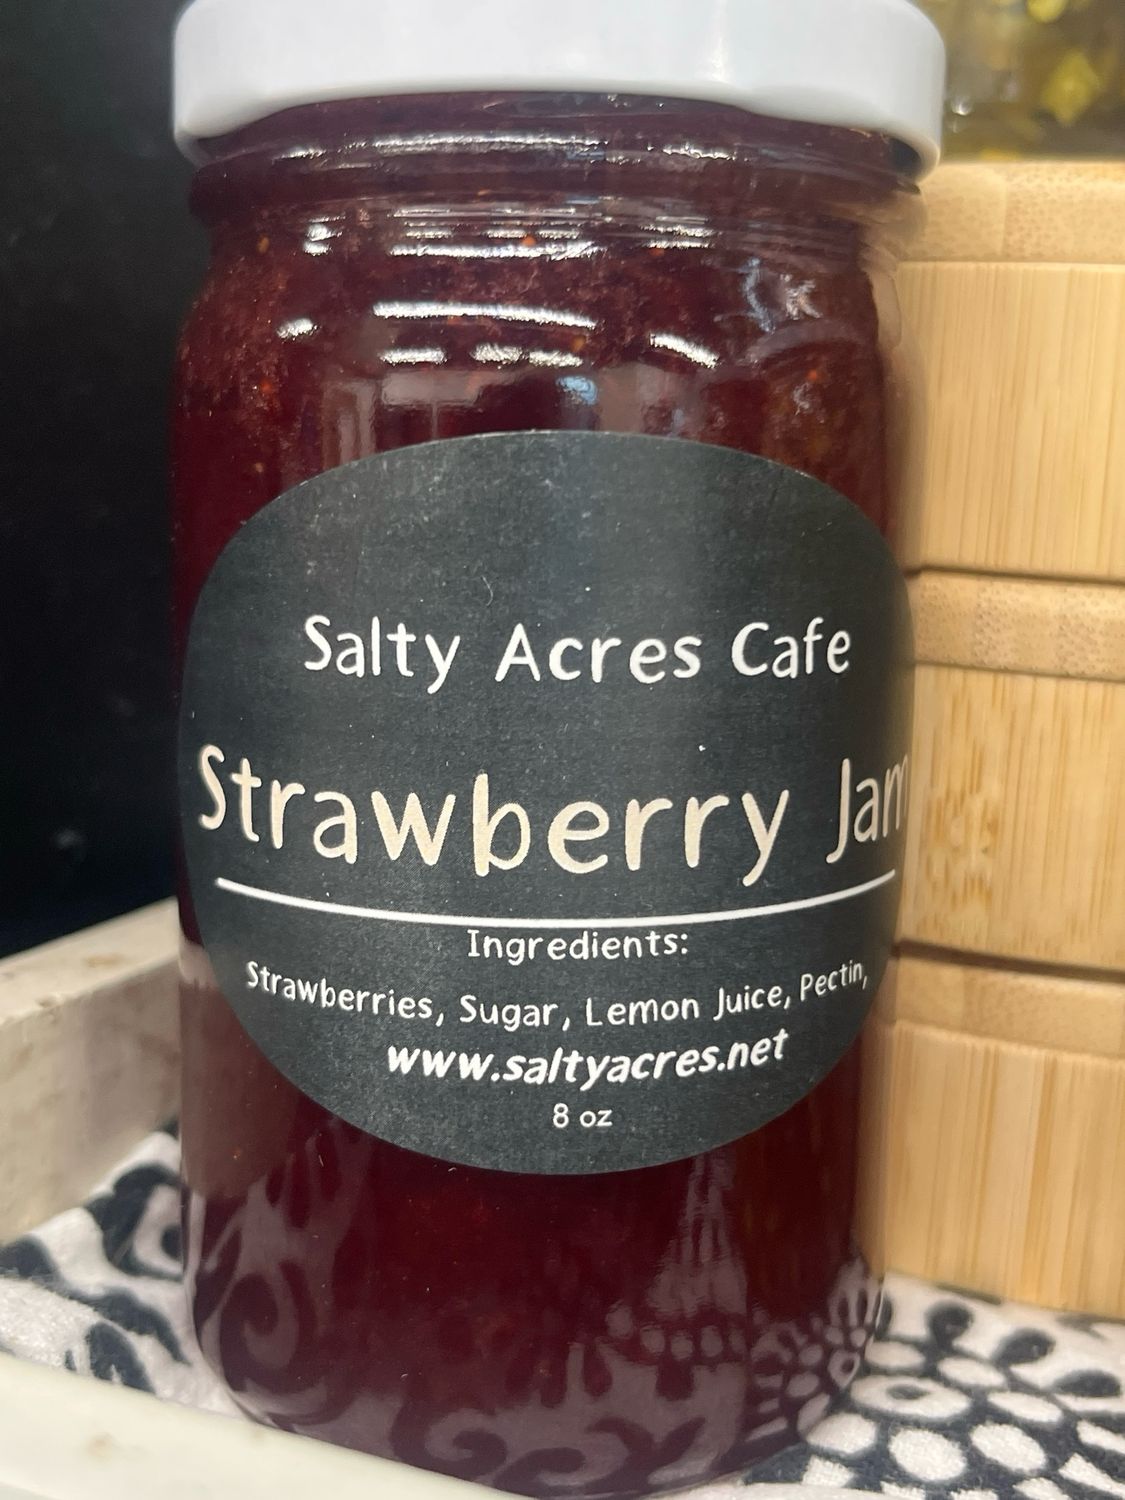 Salty Acres Cafe
Strawberry Jam
Ingredients:
Strawberries, Sugar, Lemon Juice, Pectin,
www.saltyacres.net
8 oz